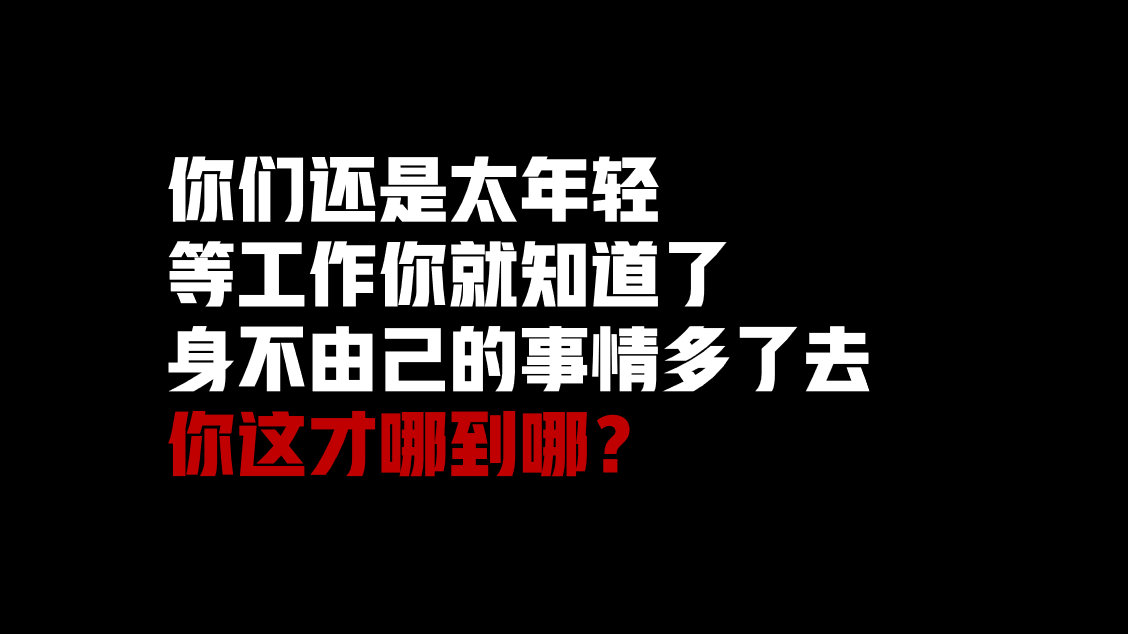 你们还是太年轻
等工作你就知道了
身不由己的事情多了去
你这才哪到哪？